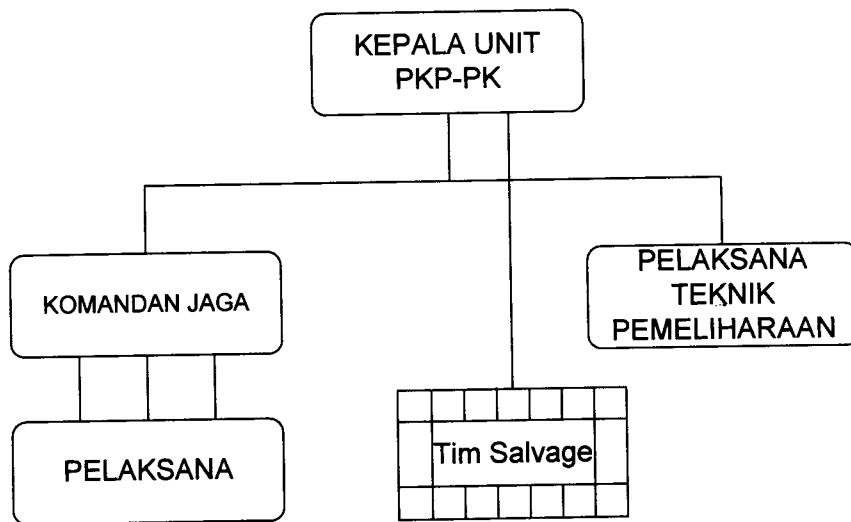 KEPALA UNIT
PKP-PK
KOMANDAN JAGA
PELAKSANA
TEKNIK
PEMELIHARAAN
PELAKSANA
Tim Salvage